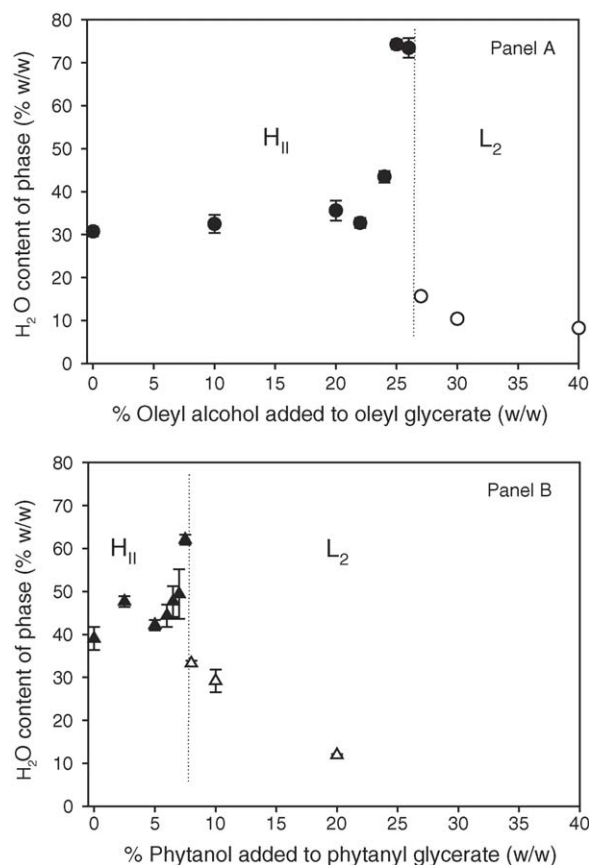 80
Panel A
70
60
H₂O content of phase (% w/w)
50
H_II
L₂
40
30
20
10
0
0 5 10 15 20 25 30 35 40
% Oleyl alcohol added to oleyl glycerate (w/w)
80
Panel B
70
60
H₂O content of phase (% w/w)
H_II
L₂
50
40
30
20
10
0
0 5 10 15 20 25 30 35 40
% Phytanol added to phytanyl glycerate (w/w)